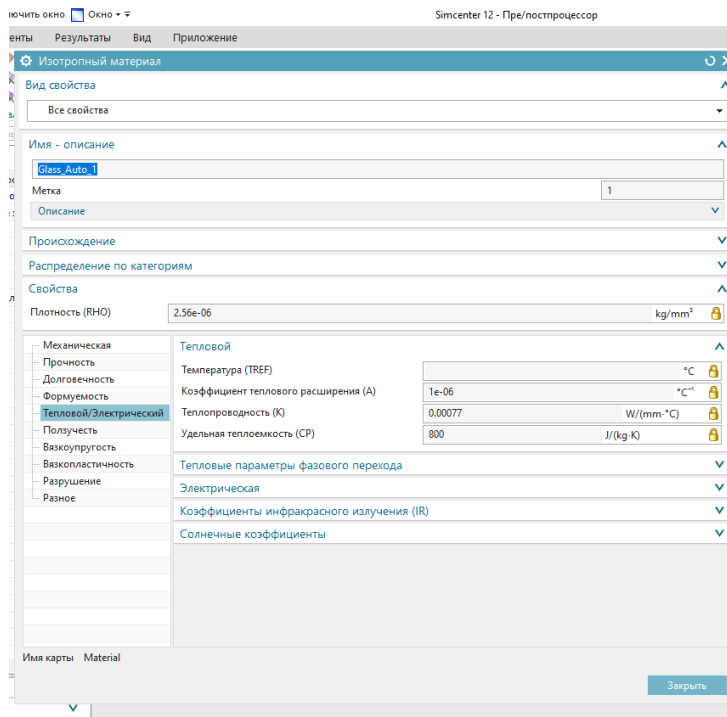 лючить окно Окно Simcenter 12 - Пре/постпроцессор
енты Результаты Вид Приложение
Изотропный материал
Вид свойства
Все свойства
Имя - описание
Glass_Auto_1
Метка 1
Описание
Происхождение
Распределение по категориям
Свойства
Плотность (RHO) 2.56e-06 kg/mm³
Механическая
Прочность
Долговечность
Формуемость
Тепловой/Электрический
Ползучесть
Вязкоупругость
Вязкопластичность
Разрушение
Разное
Тепловой
Температура (TREF) °C
Коэффициент теплового расширения (A) 1e-06 °C⁻¹
Теплопроводность (K) 0.00077 W/(mm·°C)
Удельная теплоемкость (CP) 800 J/(kg·K)
Тепловые параметры фазового перехода
Электрическая
Коэффициенты инфракрасного излучения (IR)
Солнечные коэффициенты
Имя карты Material
Закрыть